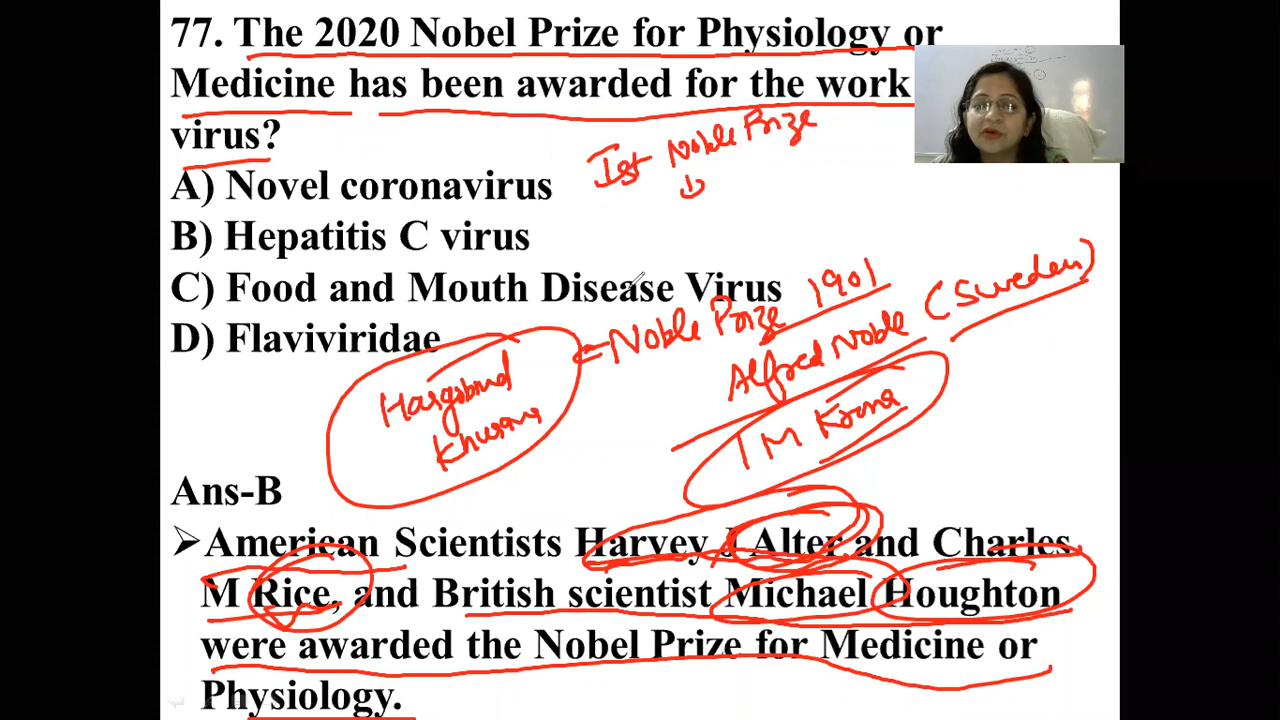 77. The 2020 Nobel Prize for Physiology or
Medicine has been awarded for the work
virus?
Ist Noble Prize
A) Novel coronavirus
B) Hepatitis C virus
C) Food and Mouth Disease Virus
1901
(Sweden)
Noble Prize
Alfred Noble
D) Flaviviridae
Hargobind
Khurana
1 M Krona
Ans-B
➢American Scientists Harvey J Alter and Charles
M Rice, and British scientist Michael Houghton
were awarded the Nobel Prize for Medicine or
Physiology.